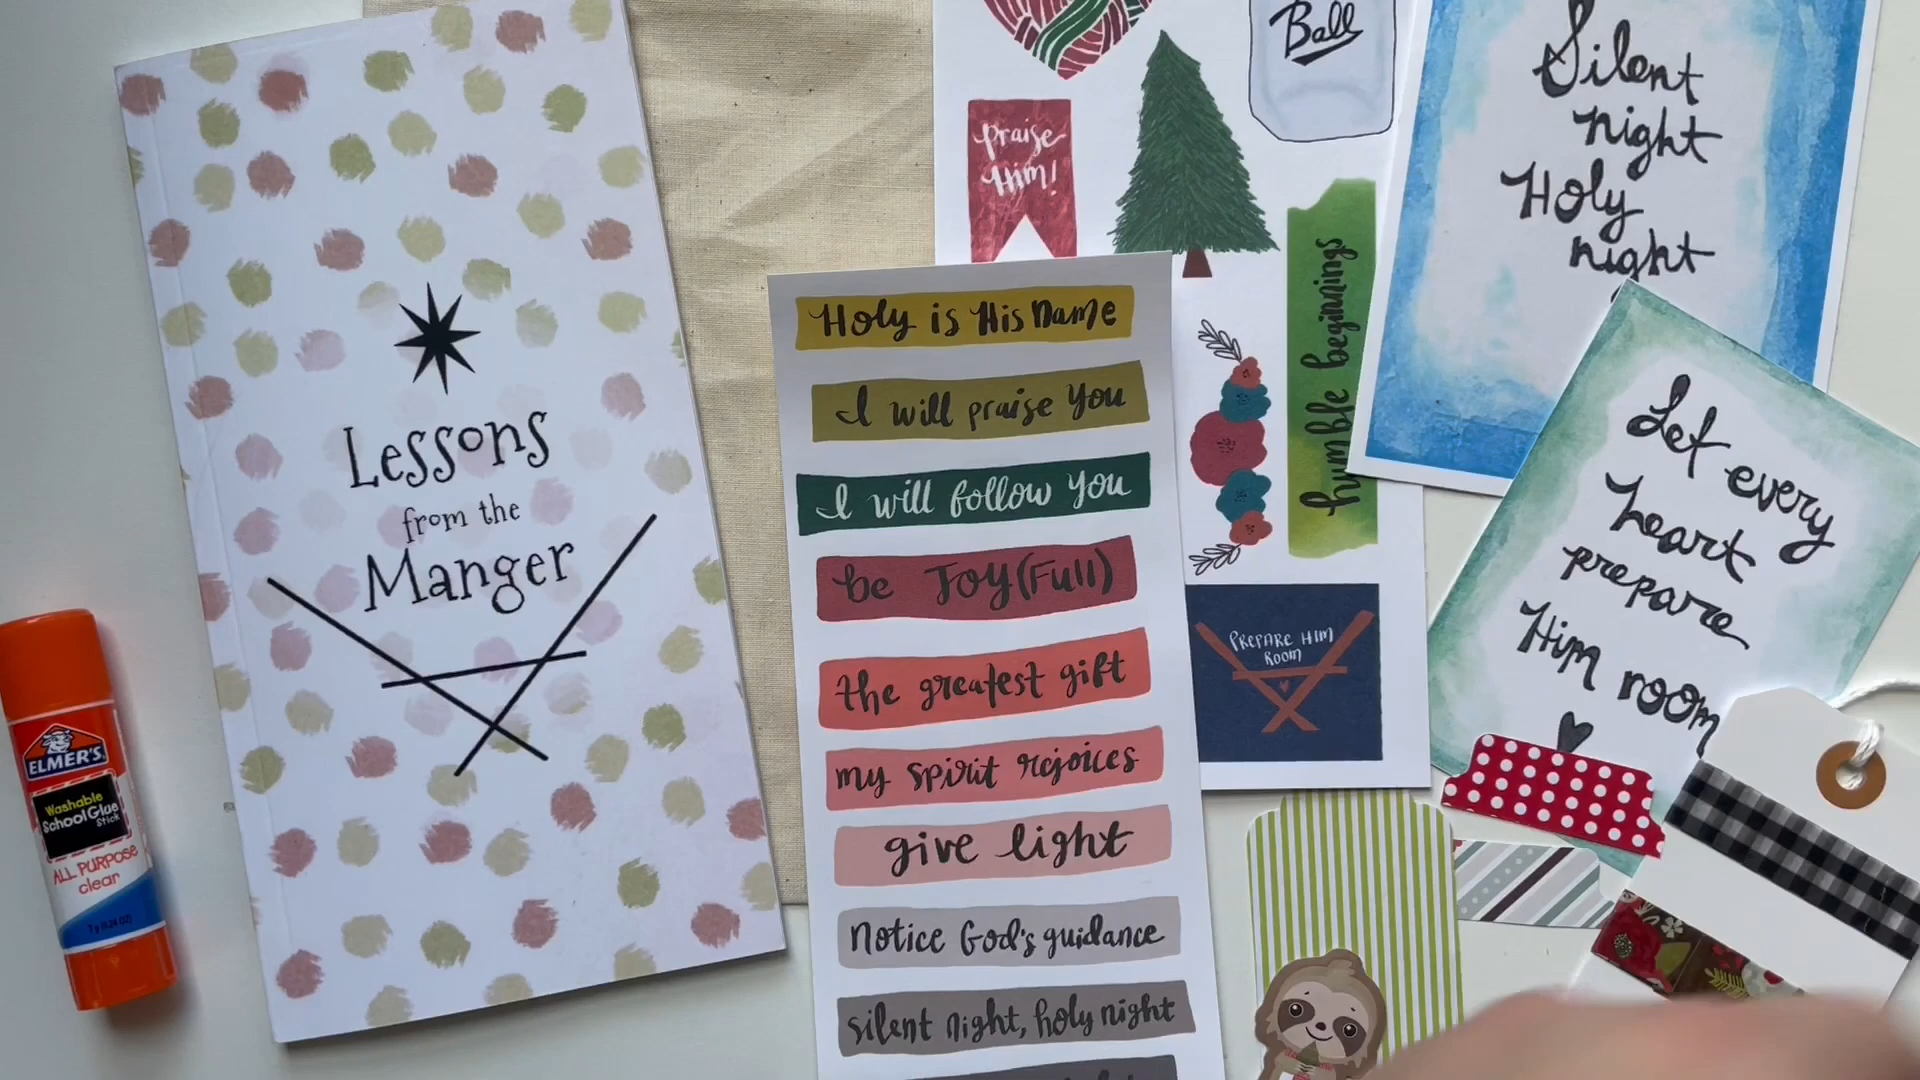 Lessons
from the
Manger
ELMER'S
Washable
School Glue
Stick
ALL PURPOSE
clear
Holy is His Name
I will praise You
I will follow You
be Joy(Full)
the greatest gift
my spirit rejoices
give light
Notice God's guidance
silent night, holy night
praise
Him!
Ball
humble beginnings
PREPARE HIM
ROOM
Silent
night
Holy
night
Let every
heart
prepare
Him room